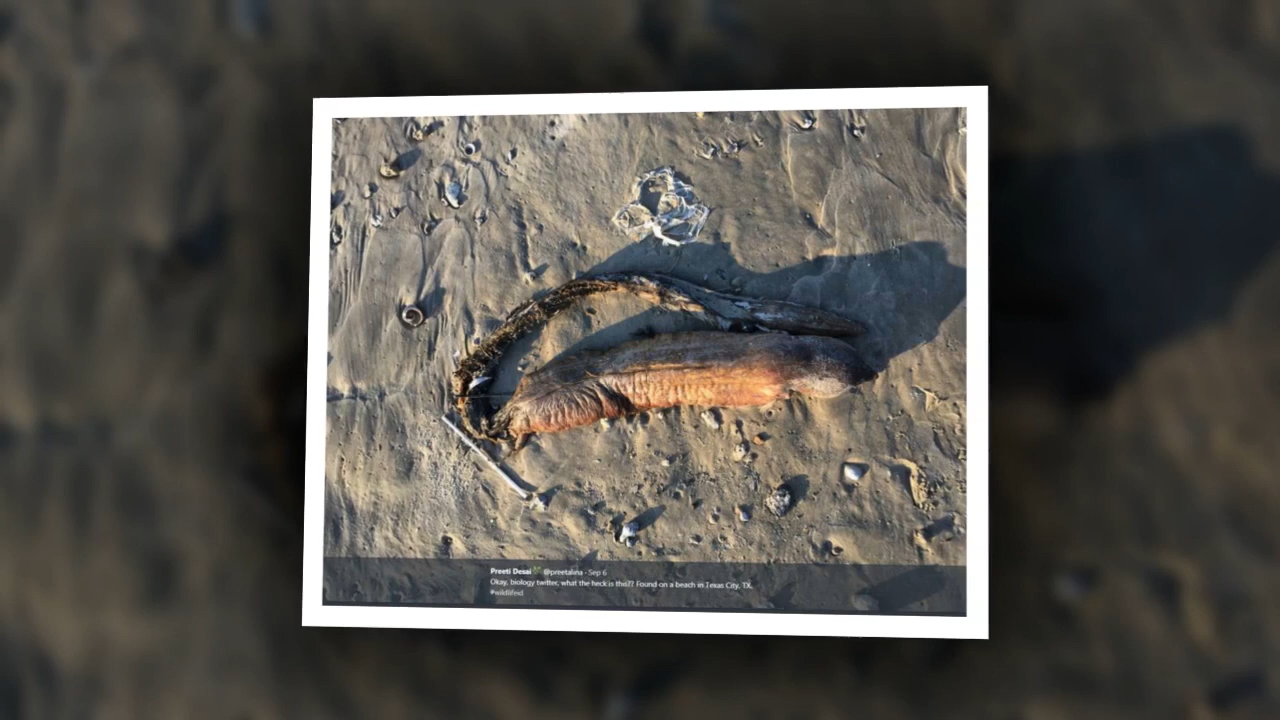 Preeti Desai @preetalina · Sep 6
Okay, biology twitter, what the heck is this?? Found on a beach in Texas City, TX.
#wildlifeid